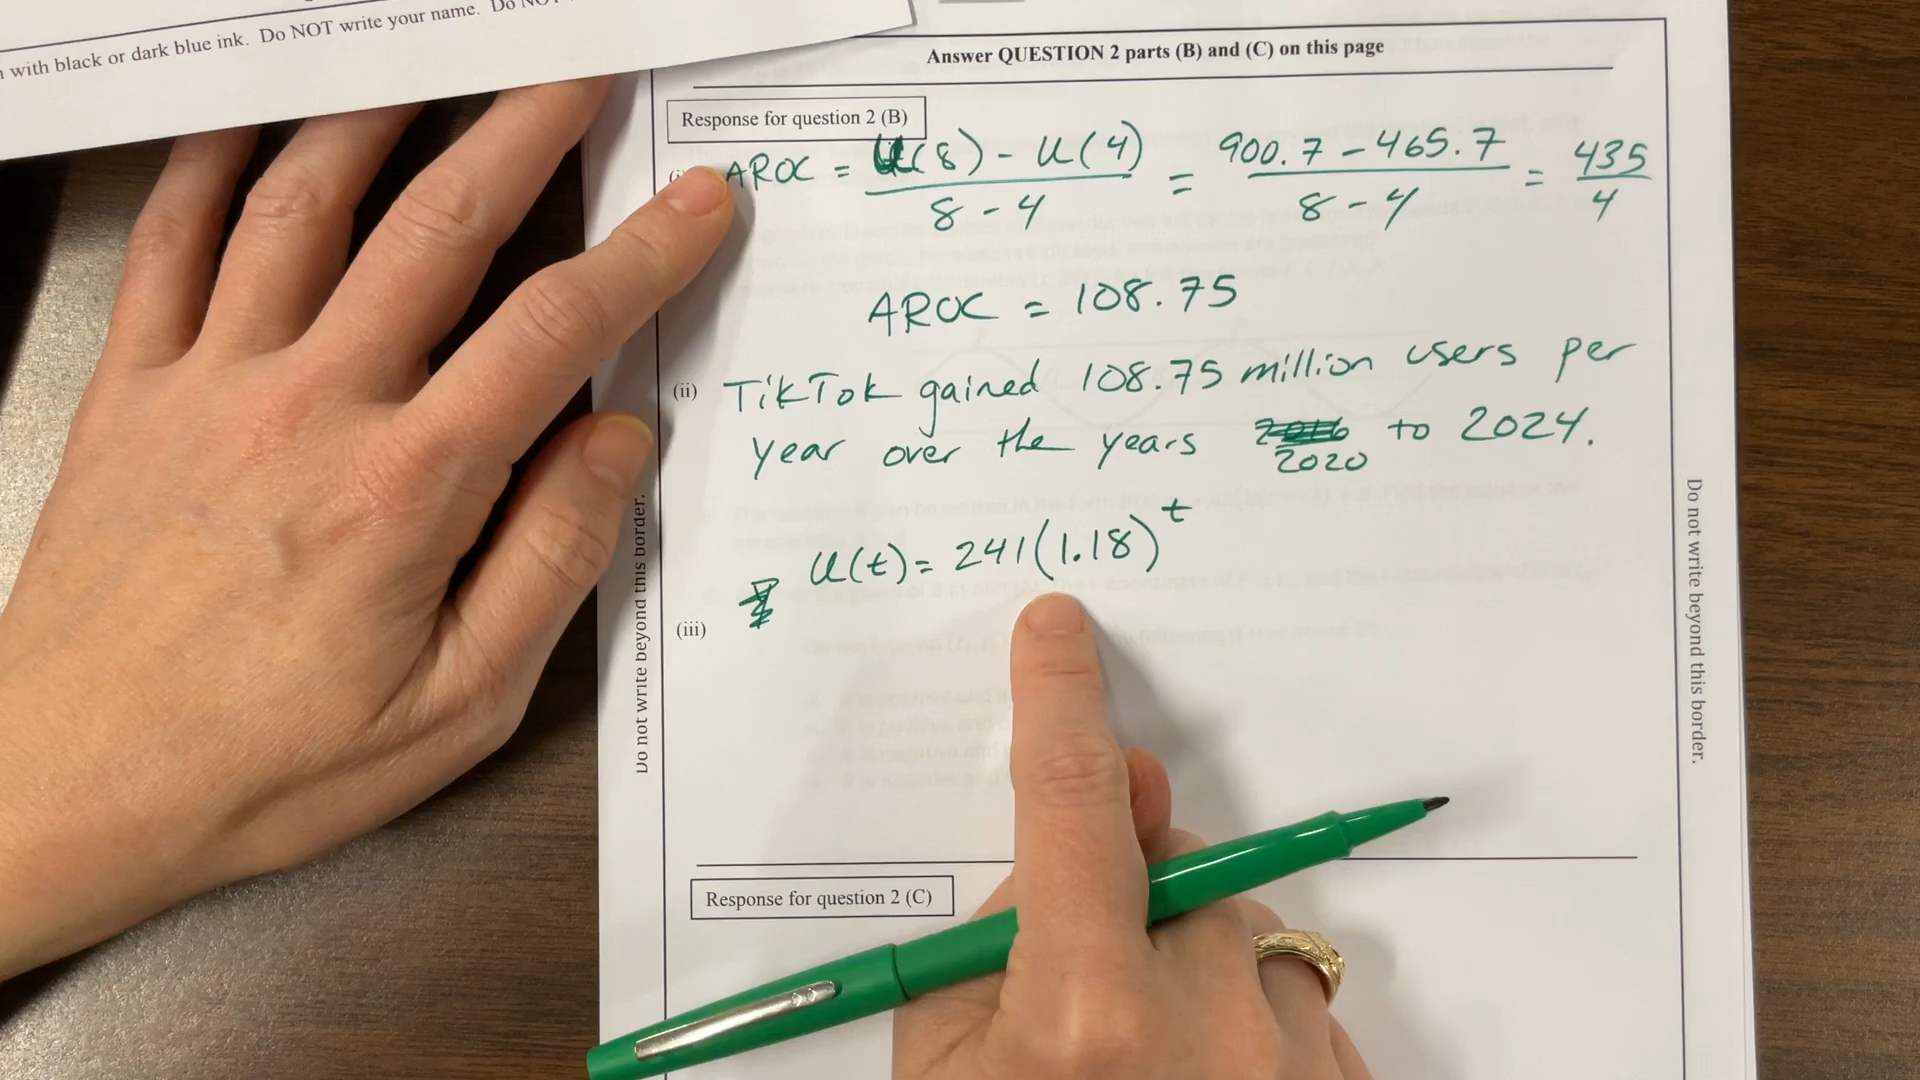 with black or dark blue ink. Do NOT write your name. Do NOT
Answer QUESTION 2 parts (B) and (C) on this page
Response for question 2 (B)
AROC = U(8) - U(4) / 8 - 4 = 900.7 - 465.7 / 8 - 4 = 435 / 4
AROC = 108.75
(ii) TikTok gained 108.75 million users per
year over the years 2020 to 2024.
U(t) = 241(1.18)^t
(iii)
Response for question 2 (C)
Do not write beyond this border.
Do not write beyond this border.